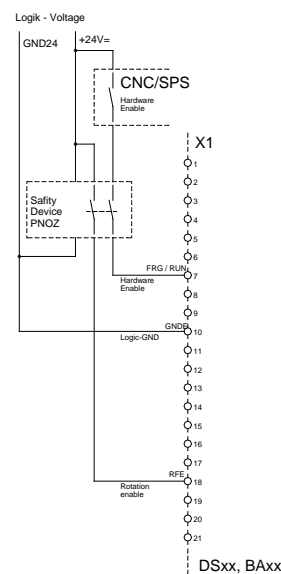 Logik - Voltage
GND24
+24V=
CNC/SPS
Hardware
Enable
X1
1
2
3
Safity
Device
PNOZ
4
5
6
FRG / RUN
7
Hardware
Enable
8
9
GNDE
10
Logic-GND
11
12
13
14
15
16
17
RFE
18
Rotation
enable
19
20
21
DSxx, BAxx